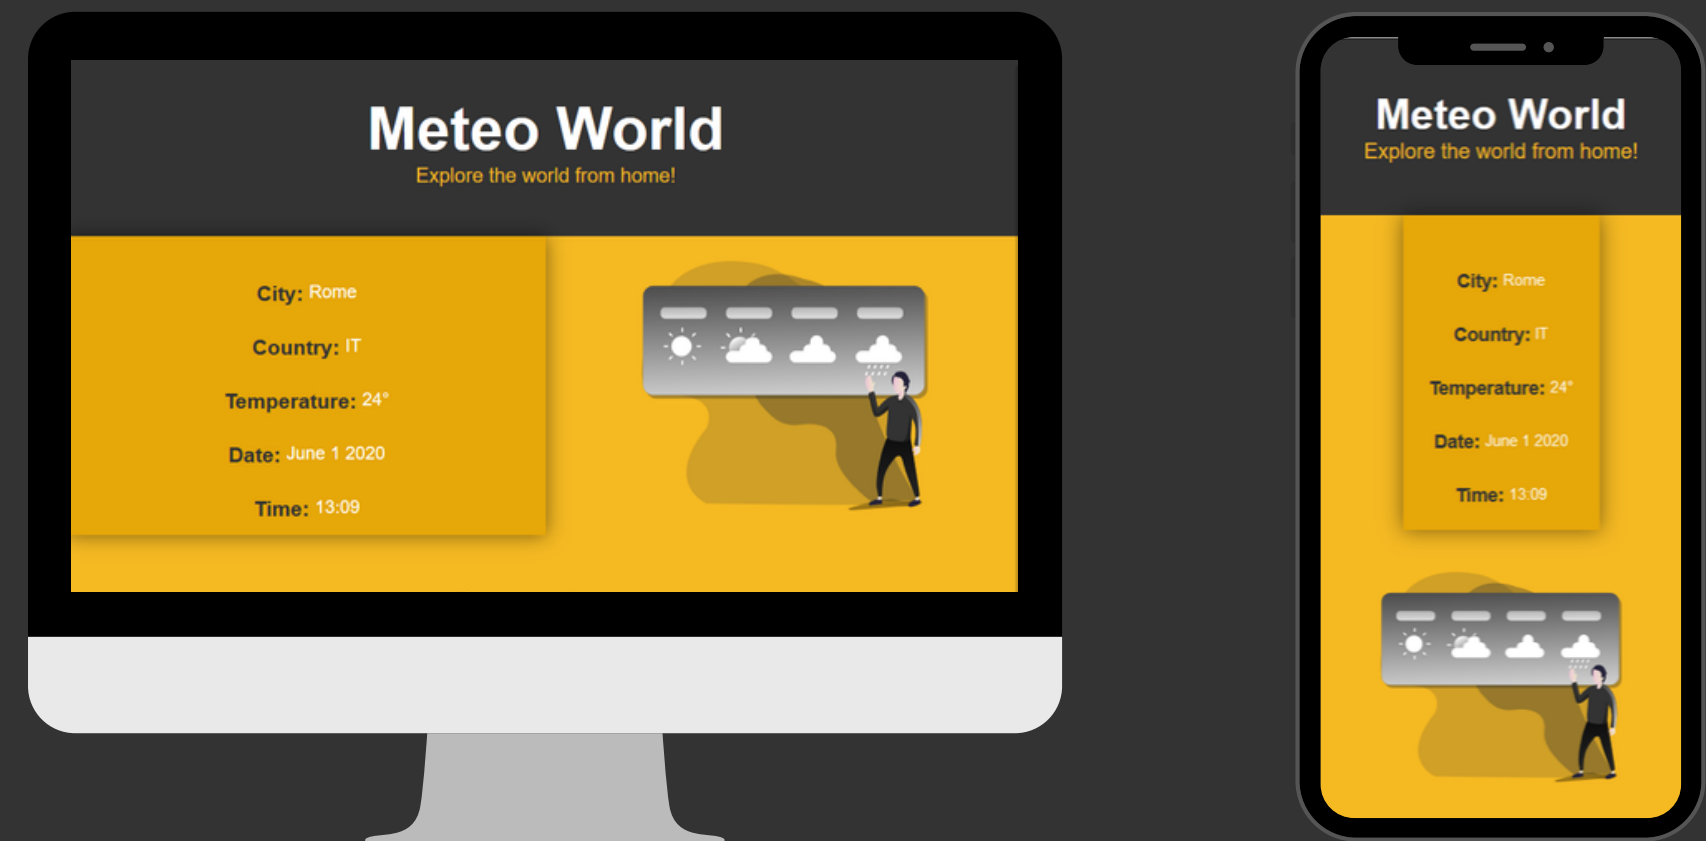 Meteo World
Explore the world from home!
City: Rome
Country: IT
Temperature: 24°
Date: June 1 2020
Time: 13:09
Meteo World
Explore the world from home!
City: Rome
Country: IT
Temperature: 24°
Date: June 1 2020
Time: 13:09